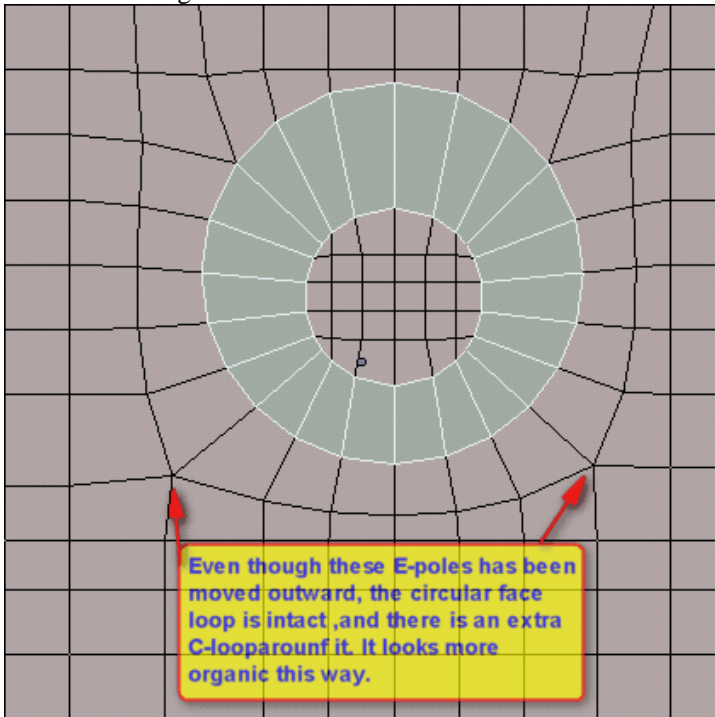 Even though these E-poles has been
moved outward, the circular face
loop is intact ,and there is an extra
C-looparounf it. It looks more
organic this way.